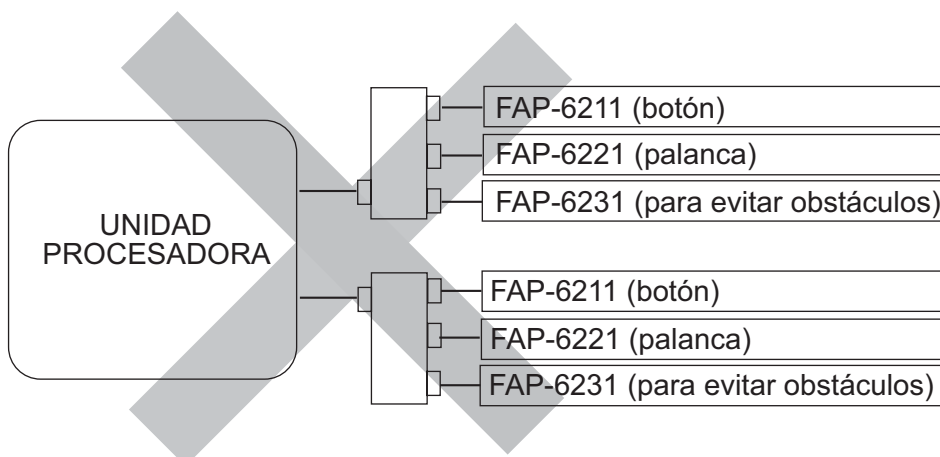 UNIDAD
PROCESADORA
FAP-6211 (botón)
FAP-6221 (palanca)
FAP-6231 (para evitar obstáculos)
FAP-6211 (botón)
FAP-6221 (palanca)
FAP-6231 (para evitar obstáculos)